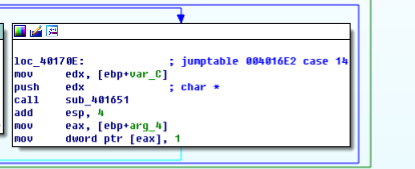 loc_40170E: ; jumptable 004016E2 case 14
mov edx, [ebp+var_C]
push edx ; char *
call sub_401651
add esp, 4
mov eax, [ebp+arg_4]
mov dword ptr [eax], 1